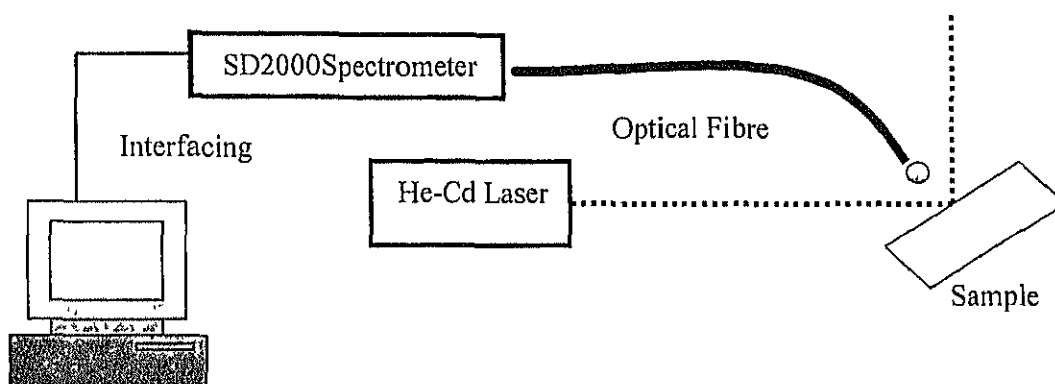 SD2000Spectrometer
Optical Fibre
Interfacing
He-Cd Laser
Sample